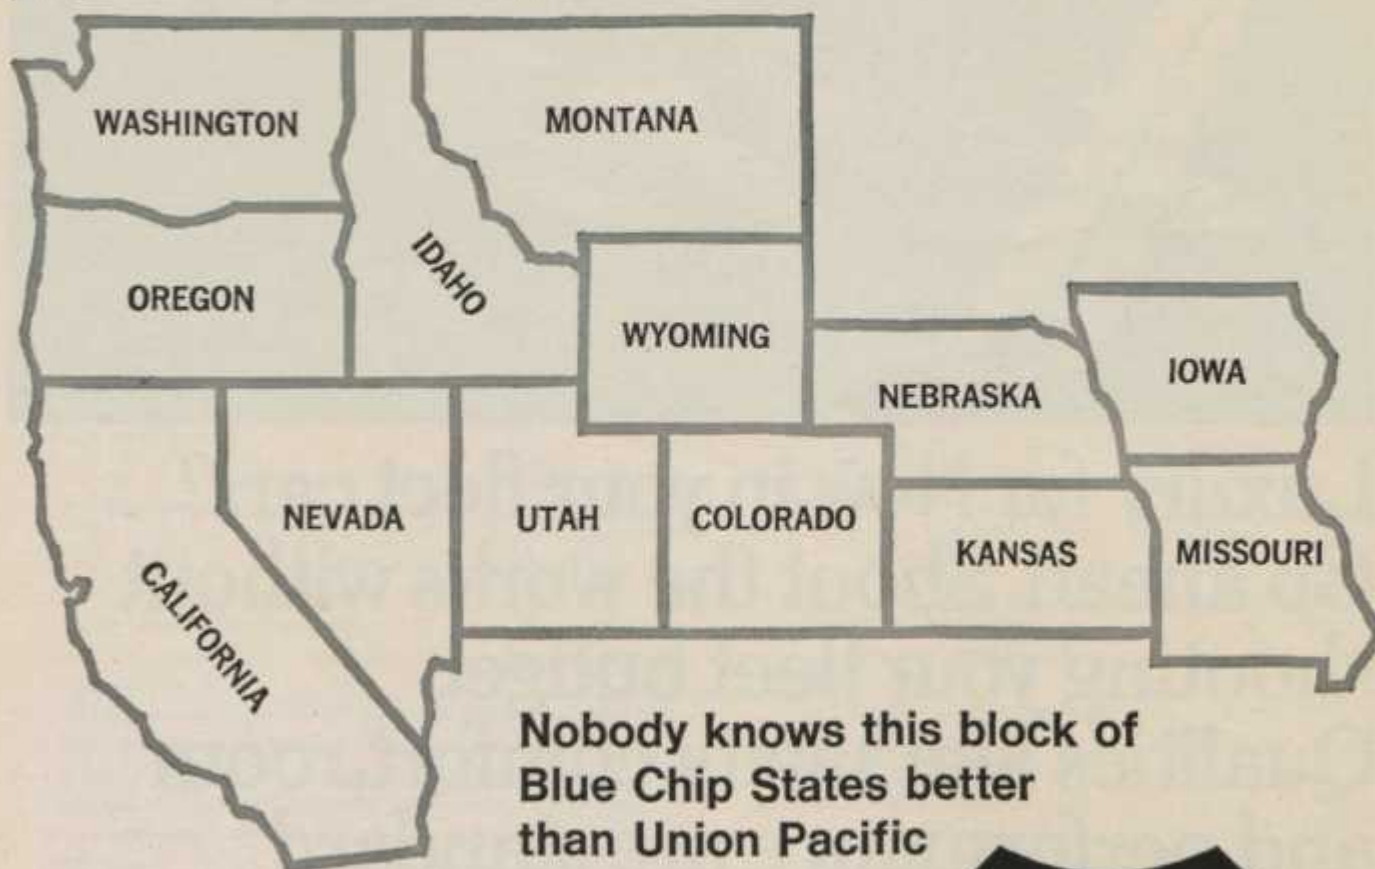 WASHINGTON
MONTANA
IDAHO
OREGON
WYOMING
IOWA
NEBRASKA
NEVADA
UTAH
COLORADO
KANSAS
MISSOURI
CALIFORNIA
Nobody knows this block of
Blue Chip States better
than Union Pacific